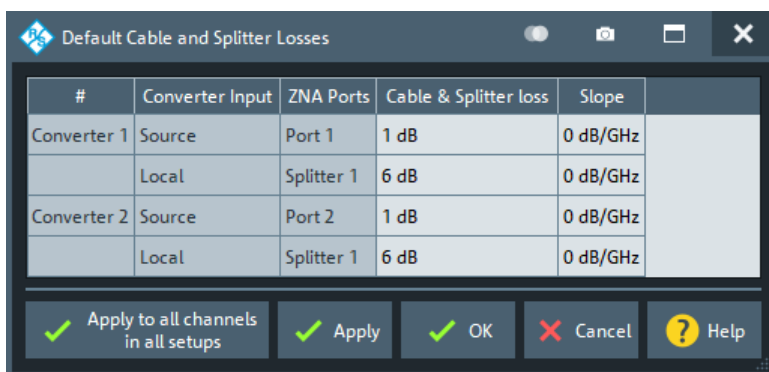 R&S Default Cable and Splitter Losses
# Converter Input ZNA Ports Cable & Splitter loss Slope
Converter 1 Source Port 1 1 dB 0 dB/GHz
Local Splitter 1 6 dB 0 dB/GHz
Converter 2 Source Port 2 1 dB 0 dB/GHz
Local Splitter 1 6 dB 0 dB/GHz
Apply to all channels
in all setups
Apply
OK
Cancel
? Help